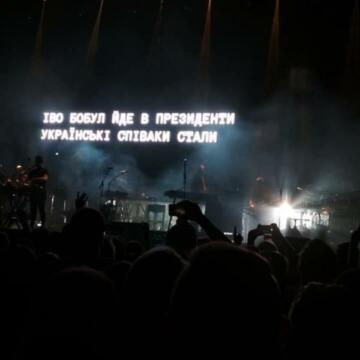 ІВО БОБУЛ ЙДЕ В ПРЕЗИДЕНТИ
УКРАЇНСЬКІ СПІВАКИ СТАЛИ